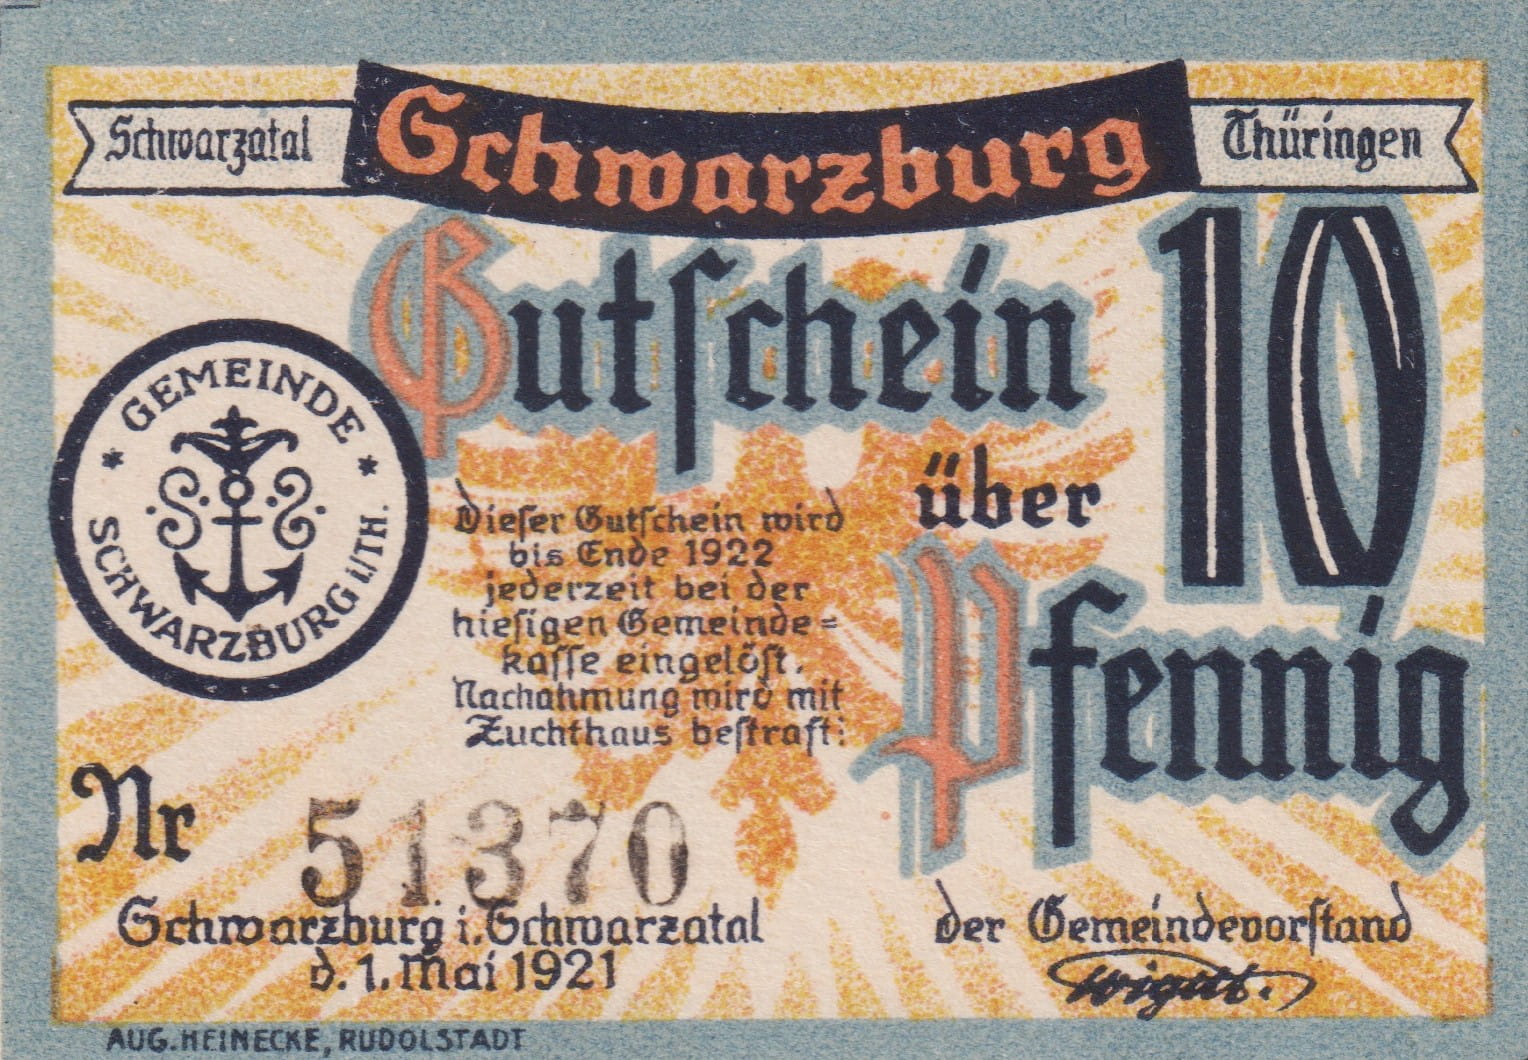 Schwarzatal
Schwarzburg
Thüringen
Gutschein
über
10
Pfennig
* GEMEINDE *
SCHWARZBURG i/TH.
Dieser Gutschein wird
bis Ende 1922
jederzeit bei der
hiesigen Gemeinde=
kasse eingelöst.
Nachahmung wird mit
Zuchthaus bestraft:
Nr 51370
Schwarzburg i. Schwarzatal
d. 1. Mai 1921
der Gemeindevorstand
AUG. HEINECKE, RUDOLSTADT